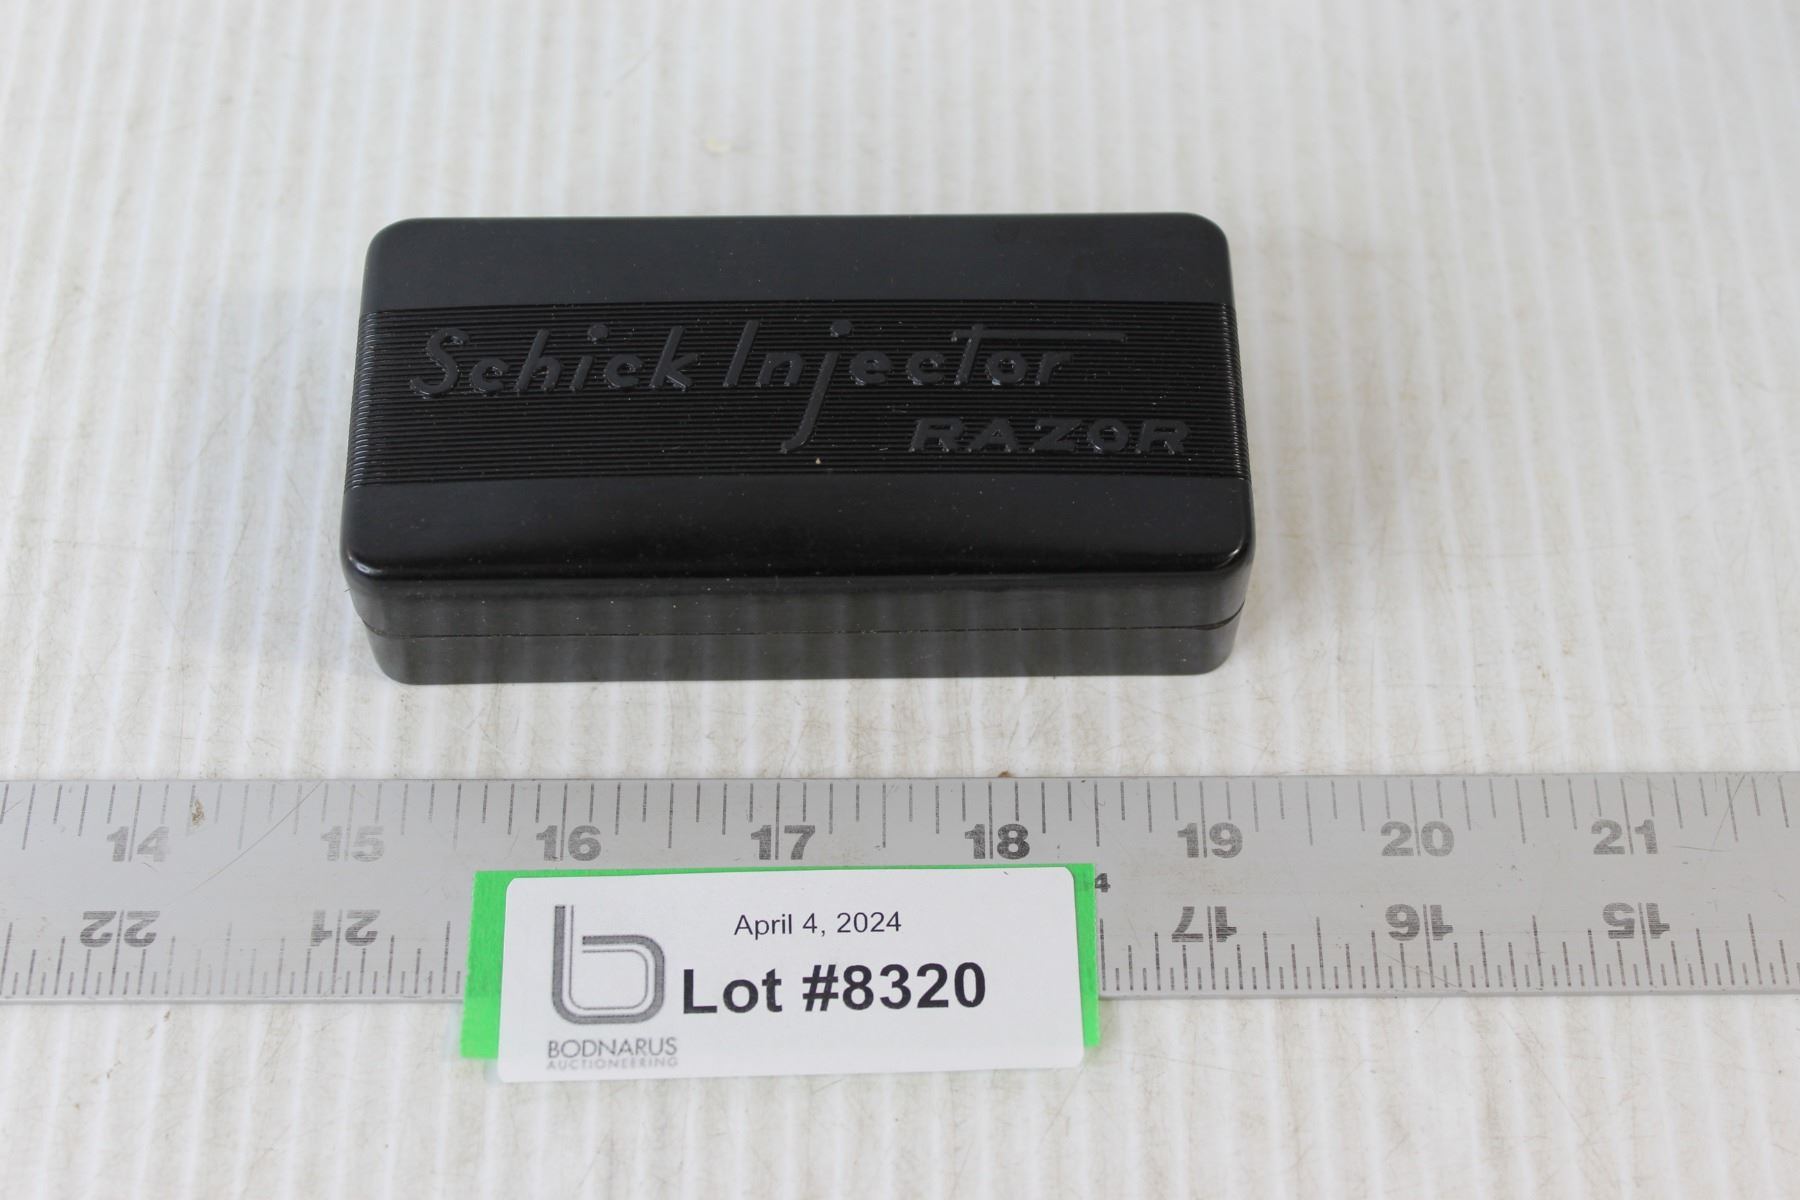 Schick Injector
RAZOR
14 15 16 17 18 19 20 21
4
22 21 17 16 15
April 4, 2024
Lot #8320
b
BODNARUS
AUCTIONEERING